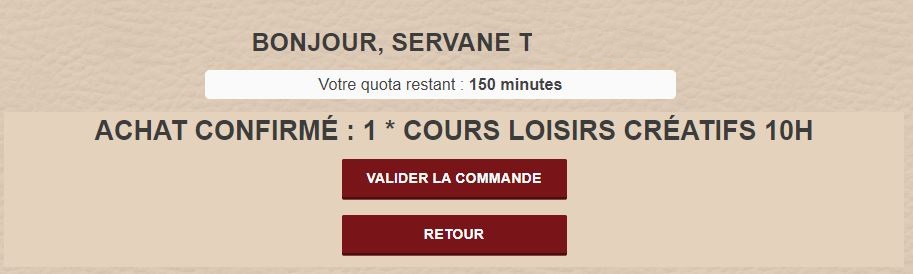 BONJOUR, SERVANE T
Votre quota restant : 150 minutes
ACHAT CONFIRMÉ : 1 * COURS LOISIRS CRÉATIFS 10H
VALIDER LA COMMANDE
RETOUR